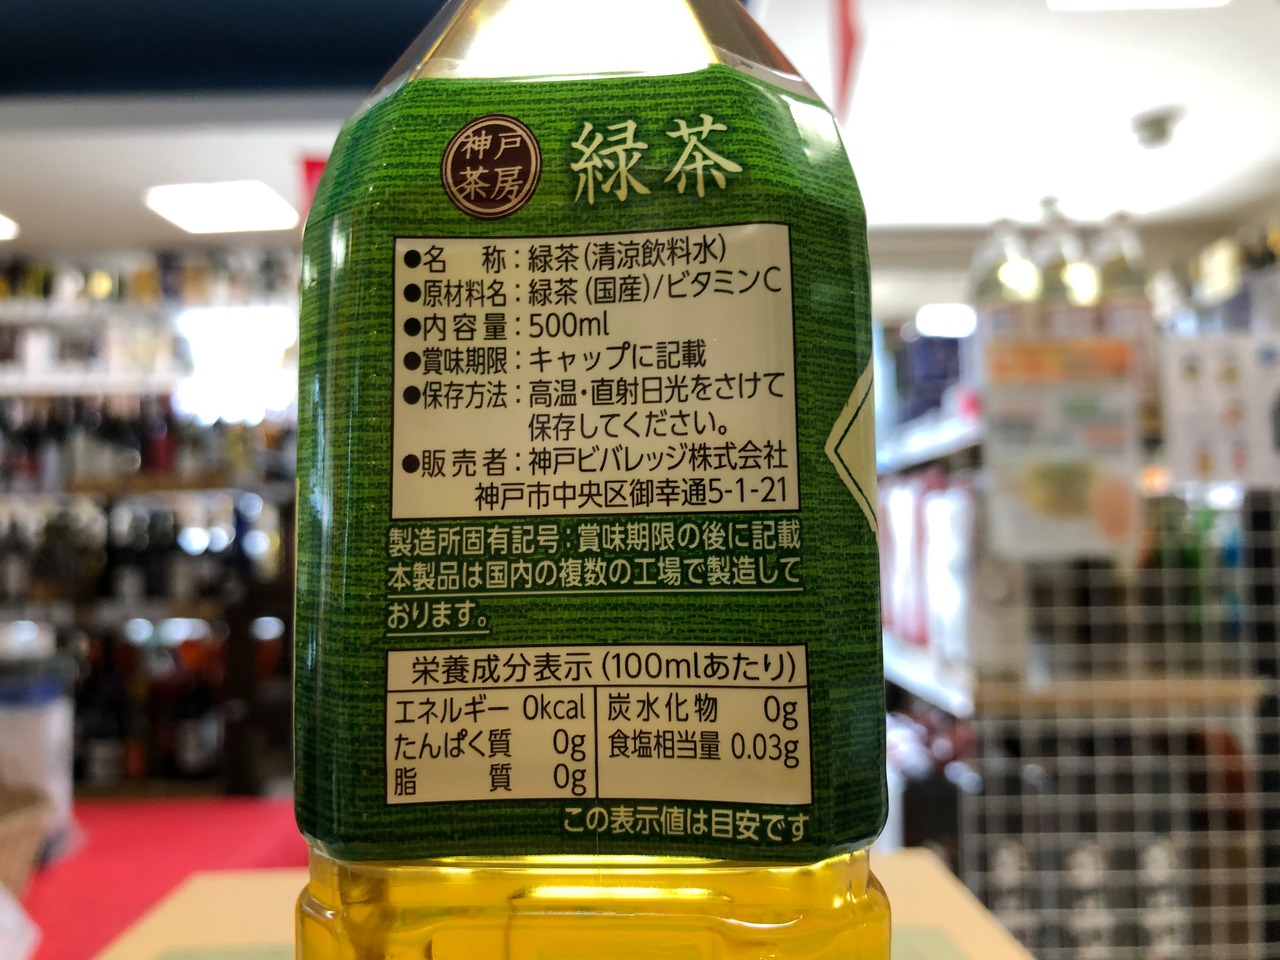 神戸
茶房
緑茶
●名 称：緑茶(清涼飲料水)
●原材料名：緑茶(国産)/ビタミンC
●内容量：500ml
●賞味期限：キャップに記載
●保存方法：高温・直射日光をさけて
保存してください。
●販売者：神戸ビバレッジ株式会社
神戸市中央区御幸通5-1-21
製造所固有記号：賞味期限の後に記載
本製品は国内の複数の工場で製造して
おります。
栄養成分表示(100mlあたり)
エネルギー 0kcal
たんぱく質 0g
脂質 0g
炭水化物 0g
食塩相当量 0.03g
この表示値は目安です